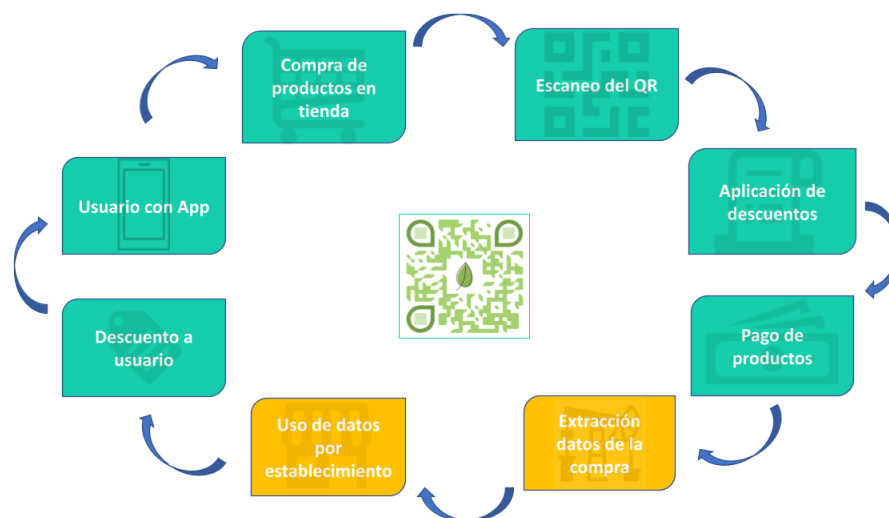 Compra de
productos en
tienda
Escaneo del QR
Usuario con App
Aplicación de
descuentos
Descuento a
usuario
Pago de
productos
Uso de datos
por
establecimiento
Extracción
datos de la
compra